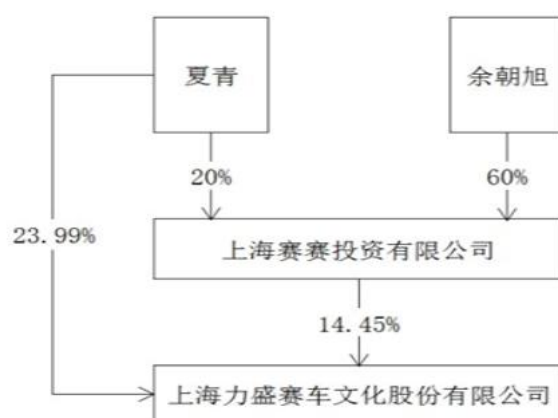 夏青
余朝旭
20%
60%
23.99%
上海赛赛投资有限公司
14.45%
上海力盛赛车文化股份有限公司